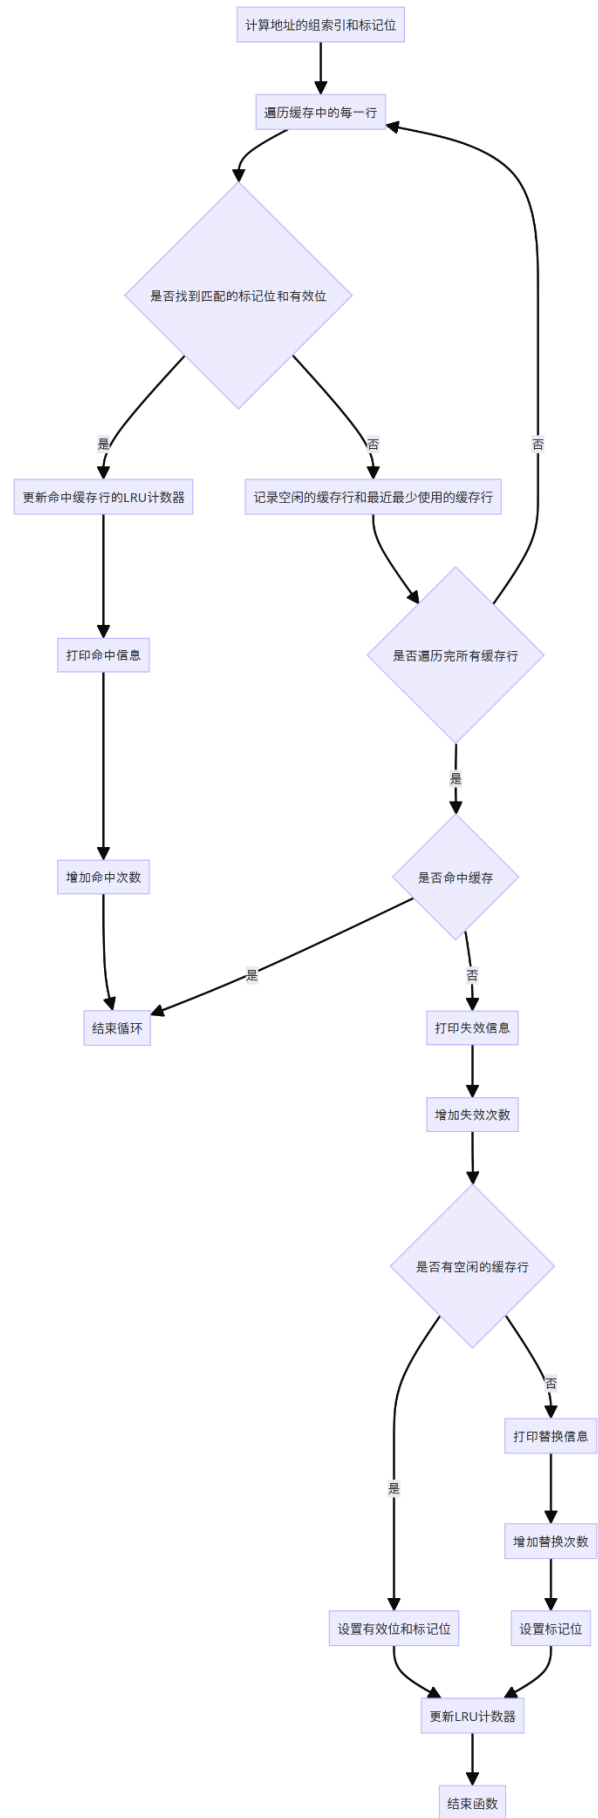 计算地址的组索引和标记位
遍历缓存中的每一行
是否找到匹配的标记位和有效位
是
否
否
更新命中缓存行的LRU计数器
记录空闲的缓存行和最近最少使用的缓存行
打印命中信息
是否遍历完所有缓存行
是
增加命中次数
是否命中缓存
是
否
结束循环
打印失效信息
增加失效次数
是否有空闲的缓存行
否
打印替换信息
是
增加替换次数
设置有效位和标记位
设置标记位
更新LRU计数器
结束函数